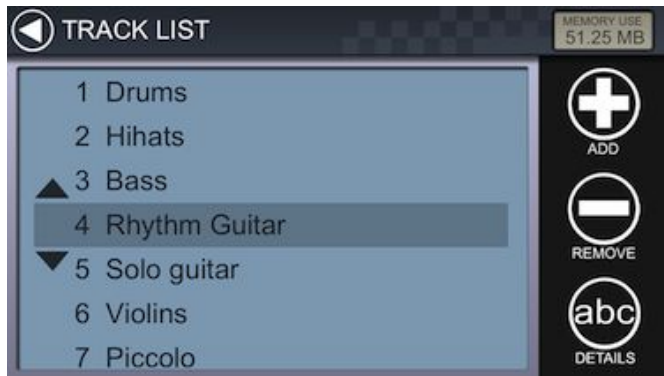 TRACK LIST
MEMORY USE
51.25 MB
1 Drums
2 Hihats
3 Bass
4 Rhythm Guitar
5 Solo guitar
6 Violins
7 Piccolo
ADD
REMOVE
abc
DETAILS